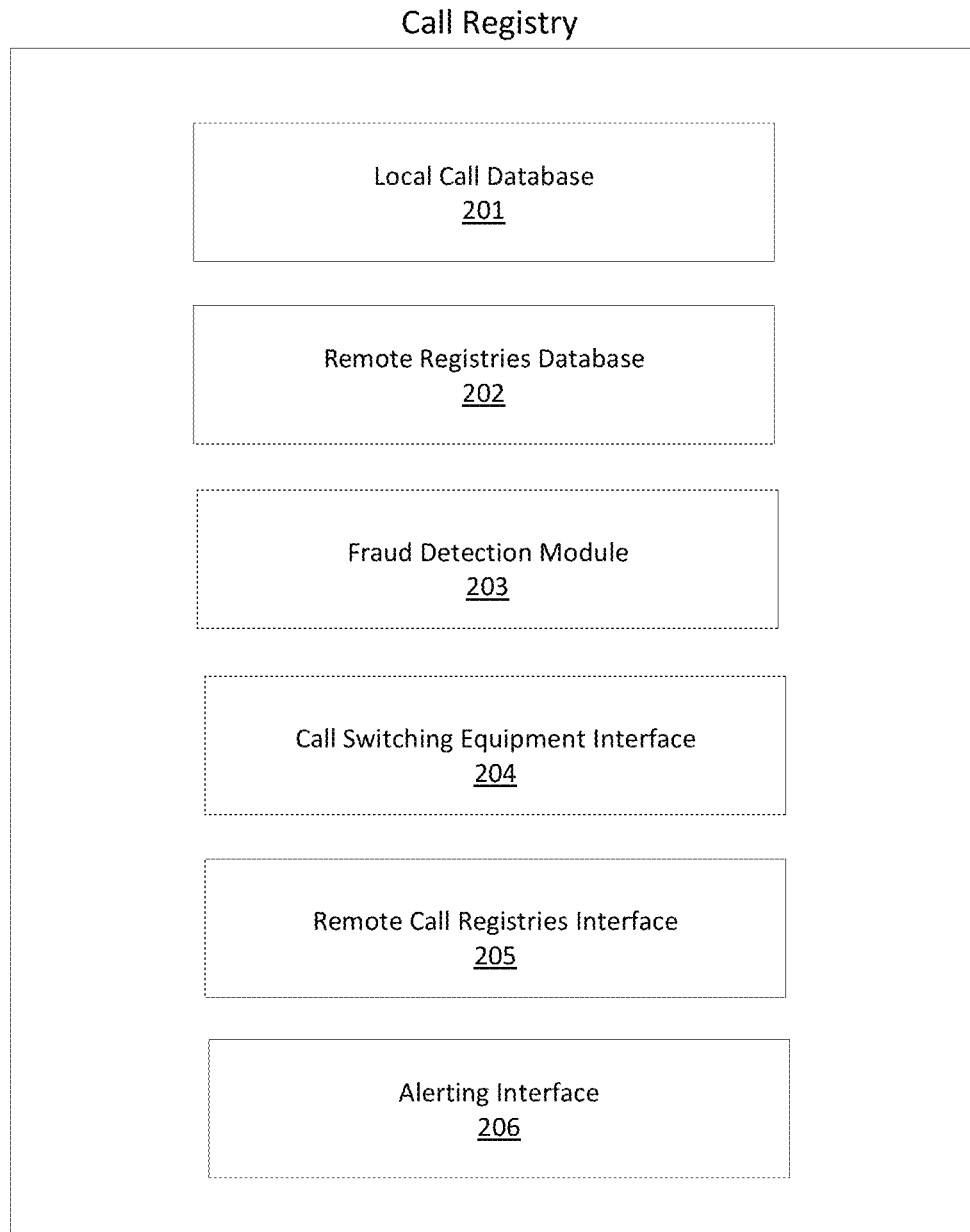 Call Registry
Local Call Database
201
Remote Registries Database
202
Fraud Detection Module
203
Call Switching Equipment Interface
204
Remote Call Registries Interface
205
Alerting Interface
206